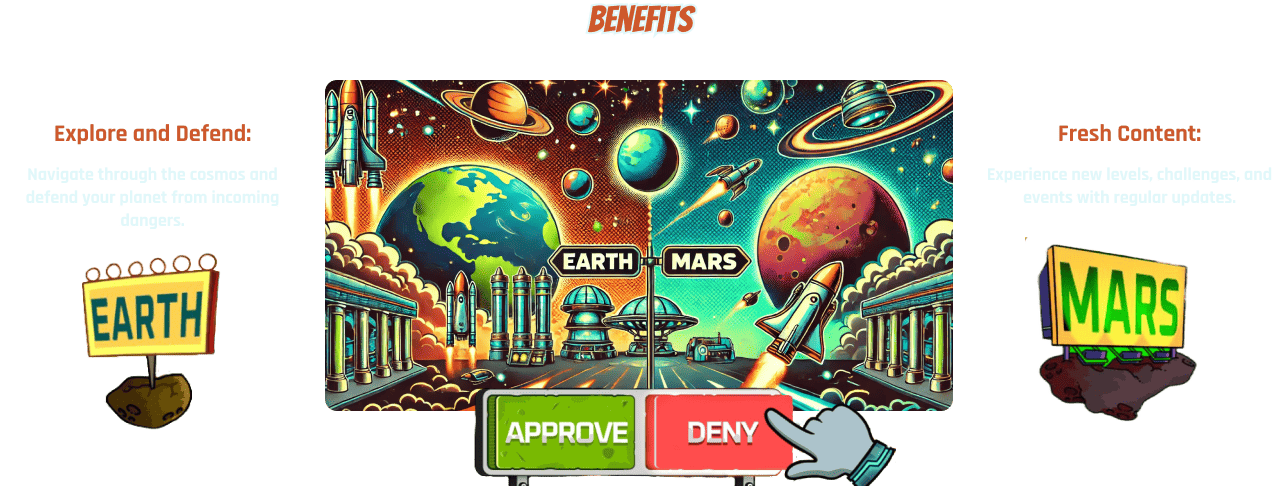 BENEFITS
Explore and Defend:
Navigate through the cosmos and
defend your planet from incoming
dangers.
EARTH
EARTH
MARS
APPROVE
DENY
Fresh Content:
Experience new levels, challenges, and
events with regular updates.
MARS